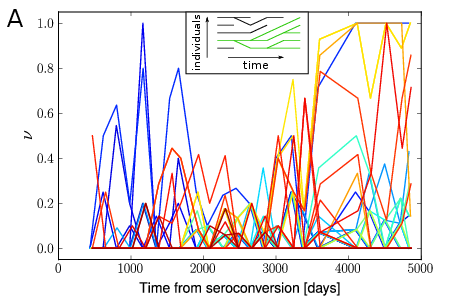 A
individuals
time
1.0
0.8
0.6
0.4
0.2
0.0
ν
0 1000 2000 3000 4000 5000
Time from seroconversion [days]